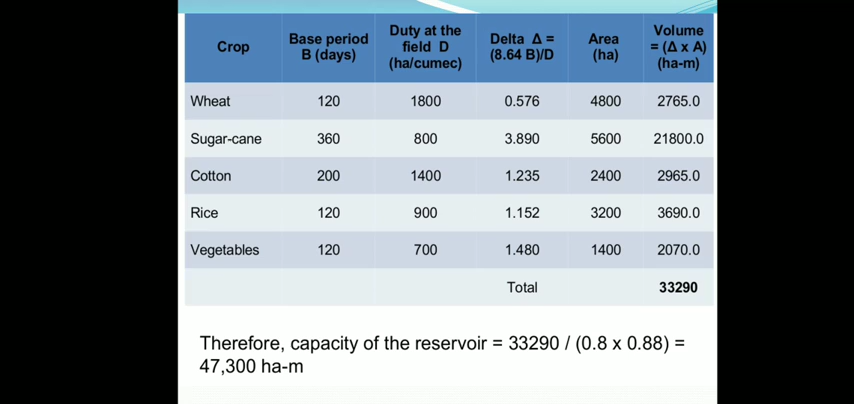 Crop
Base period
B (days)
Duty at the
field D
(ha/cumec)
Delta Δ =
(8.64 B)/D
Area
(ha)
Volume
= (Δ x A)
(ha-m)
Wheat 120 1800 0.576 4800 2765.0
Sugar-cane 360 800 3.890 5600 21800.0
Cotton 200 1400 1.235 2400 2965.0
Rice 120 900 1.152 3200 3690.0
Vegetables 120 700 1.480 1400 2070.0
Total 33290
Therefore, capacity of the reservoir = 33290 / (0.8 x 0.88) =
47,300 ha-m